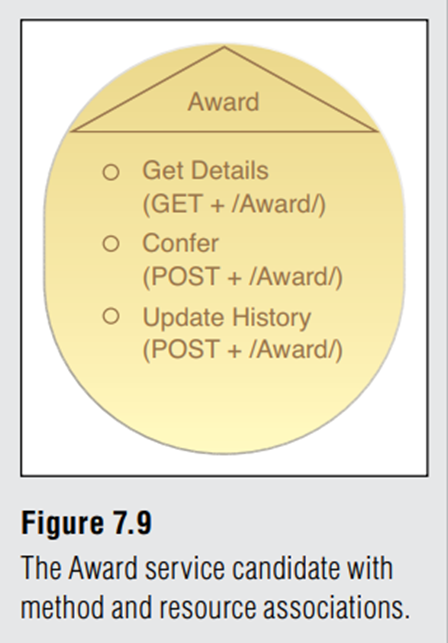 Award
Get Details
(GET + /Award/)
Confer
(POST + /Award/)
Update History
(POST + /Award/)
Figure 7.9
The Award service candidate with
method and resource associations.